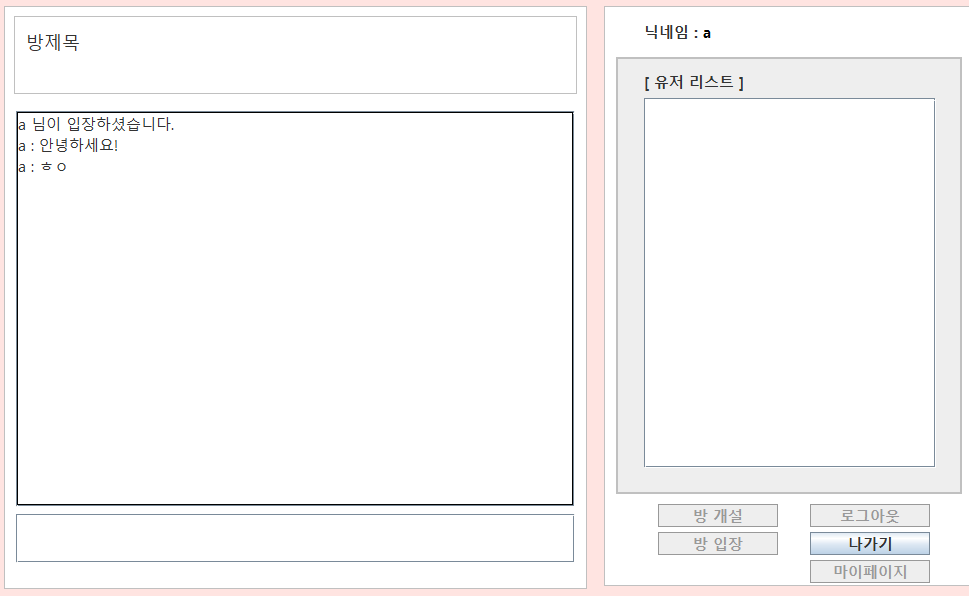 방제목
a 님이 입장하셨습니다.
a : 안녕하세요!
a : ㅎㅇ
닉네임 : a
[ 유저 리스트 ]
방 개설
로그아웃
방 입장
나가기
마이페이지